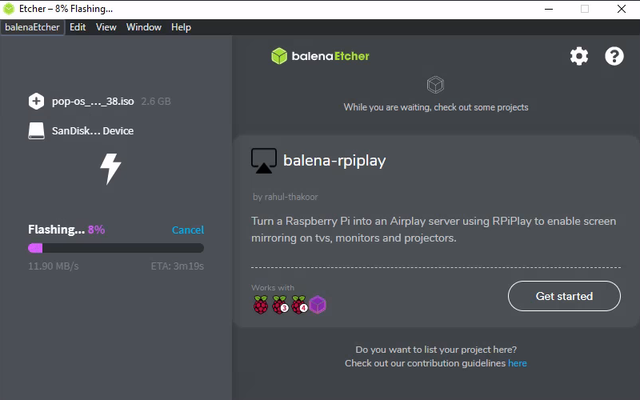 Etcher – 8% Flashing...
balenaEtcher Edit View Window Help
balenaEtcher
pop-os_..._38.iso 2.6 GB
SanDisk... Device
While you are waiting, check out some projects
balena-rpiplay
by rahul-thakoor
Turn a Raspberry Pi into an Airplay server using RPiPlay to enable screen
mirroring on tvs, monitors and projectors.
Flashing... 8% Cancel
11.90 MB/s ETA: 3m19s
Works with
3 4
Get started
Do you want to list your project here?
Check out our contribution guidelines here